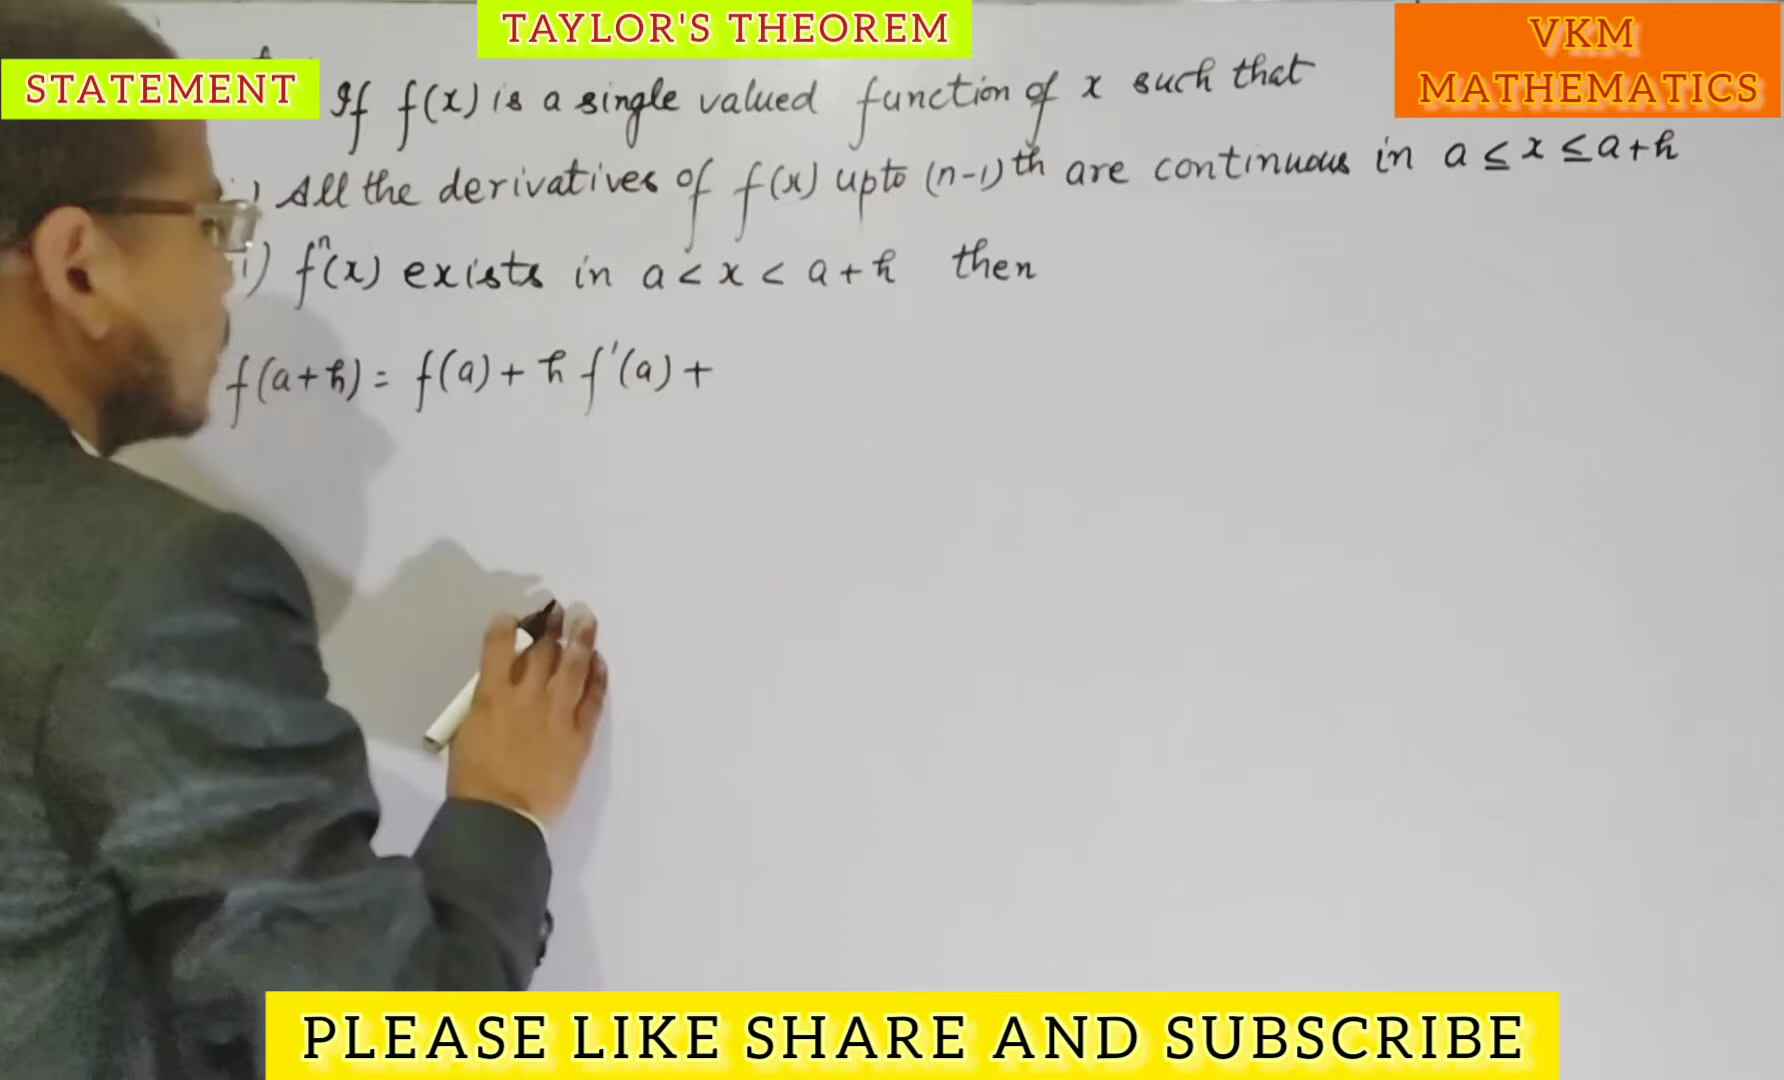 TAYLOR'S THEOREM
VKM
MATHEMATICS
STATEMENT
If f(x) is a single valued function of x such that
) All the derivatives of f(x) upto (n-1)th are continuous in a ≤ x ≤ a+h
i) fⁿ(x) exists in a < x < a+h then
f(a+h) = f(a) + h f'(a) +
PLEASE LIKE SHARE AND SUBSCRIBE